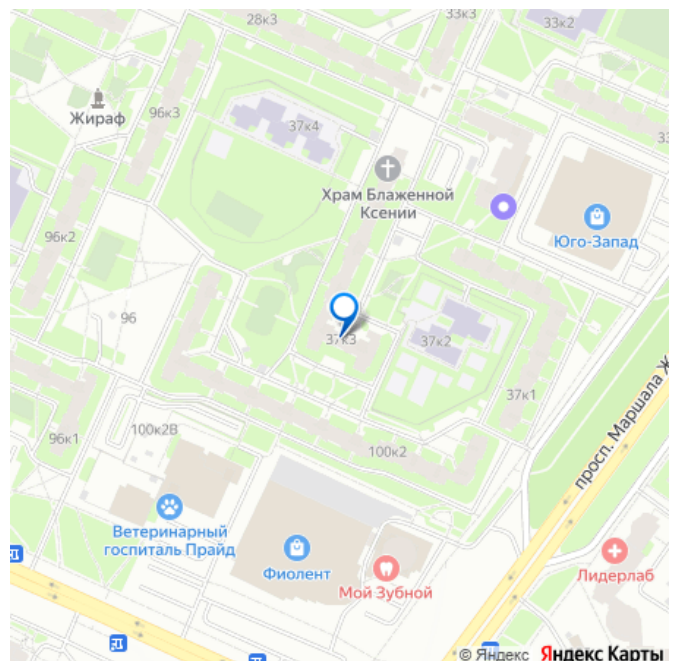 28к3
33к3
33к2
96к3
Жираф
37к4
33
Храм Блаженной
Ксении
Юго-Запад
96к2
96
37к3
37к2
37к1
просп. Маршала Ж
96к1
100к2В
100к2
Ветеринарный
госпиталь Прайд
Фиолент
Мой Зубной
Лидерлаб
© Яндекс Яндекс Карты